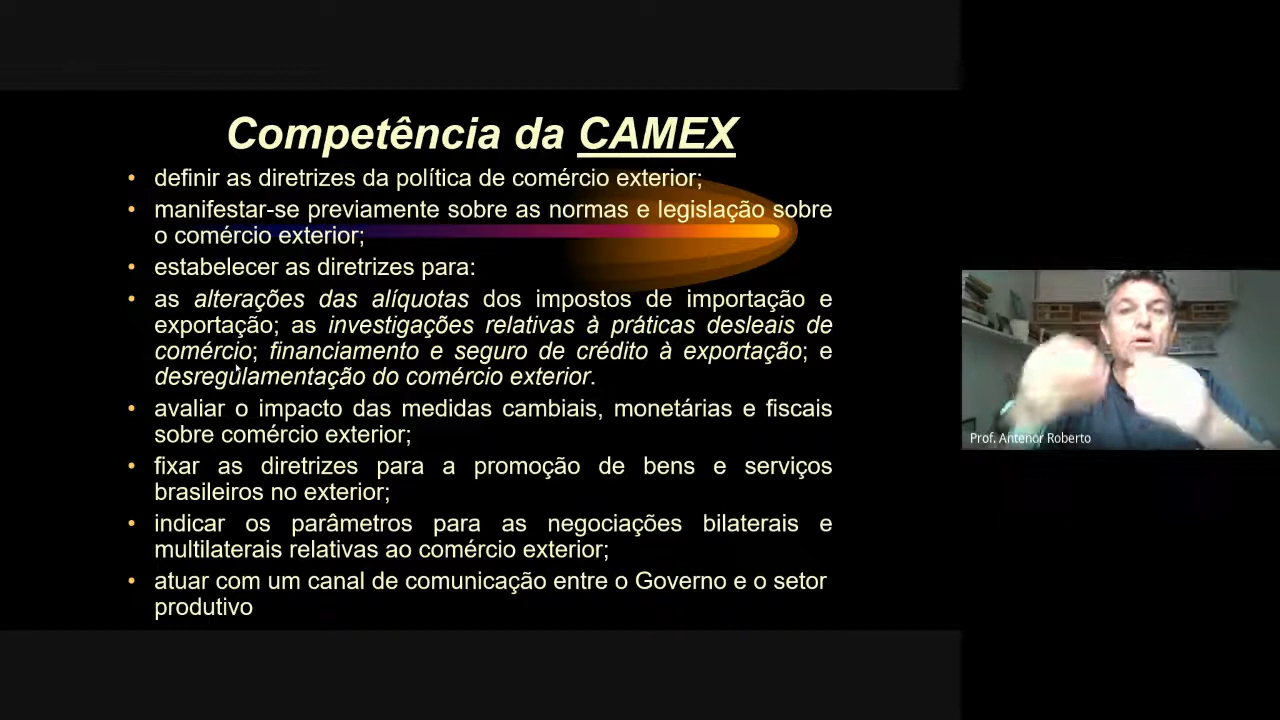 Competência da CAMEX
• definir as diretrizes da política de comércio exterior;
• manifestar-se previamente sobre as normas e legislação sobre
o comércio exterior;
• estabelecer as diretrizes para:
• as alterações das alíquotas dos impostos de importação e
exportação; as investigações relativas à práticas desleais de
comércio; financiamento e seguro de crédito à exportação; e
desregulamentação do comércio exterior.
• avaliar o impacto das medidas cambiais, monetárias e fiscais
sobre comércio exterior;
• fixar as diretrizes para a promoção de bens e serviços
brasileiros no exterior;
• indicar os parâmetros para as negociações bilaterais e
multilaterais relativas ao comércio exterior;
• atuar com um canal de comunicação entre o Governo e o setor
produtivo
Prof. Antenor Roberto